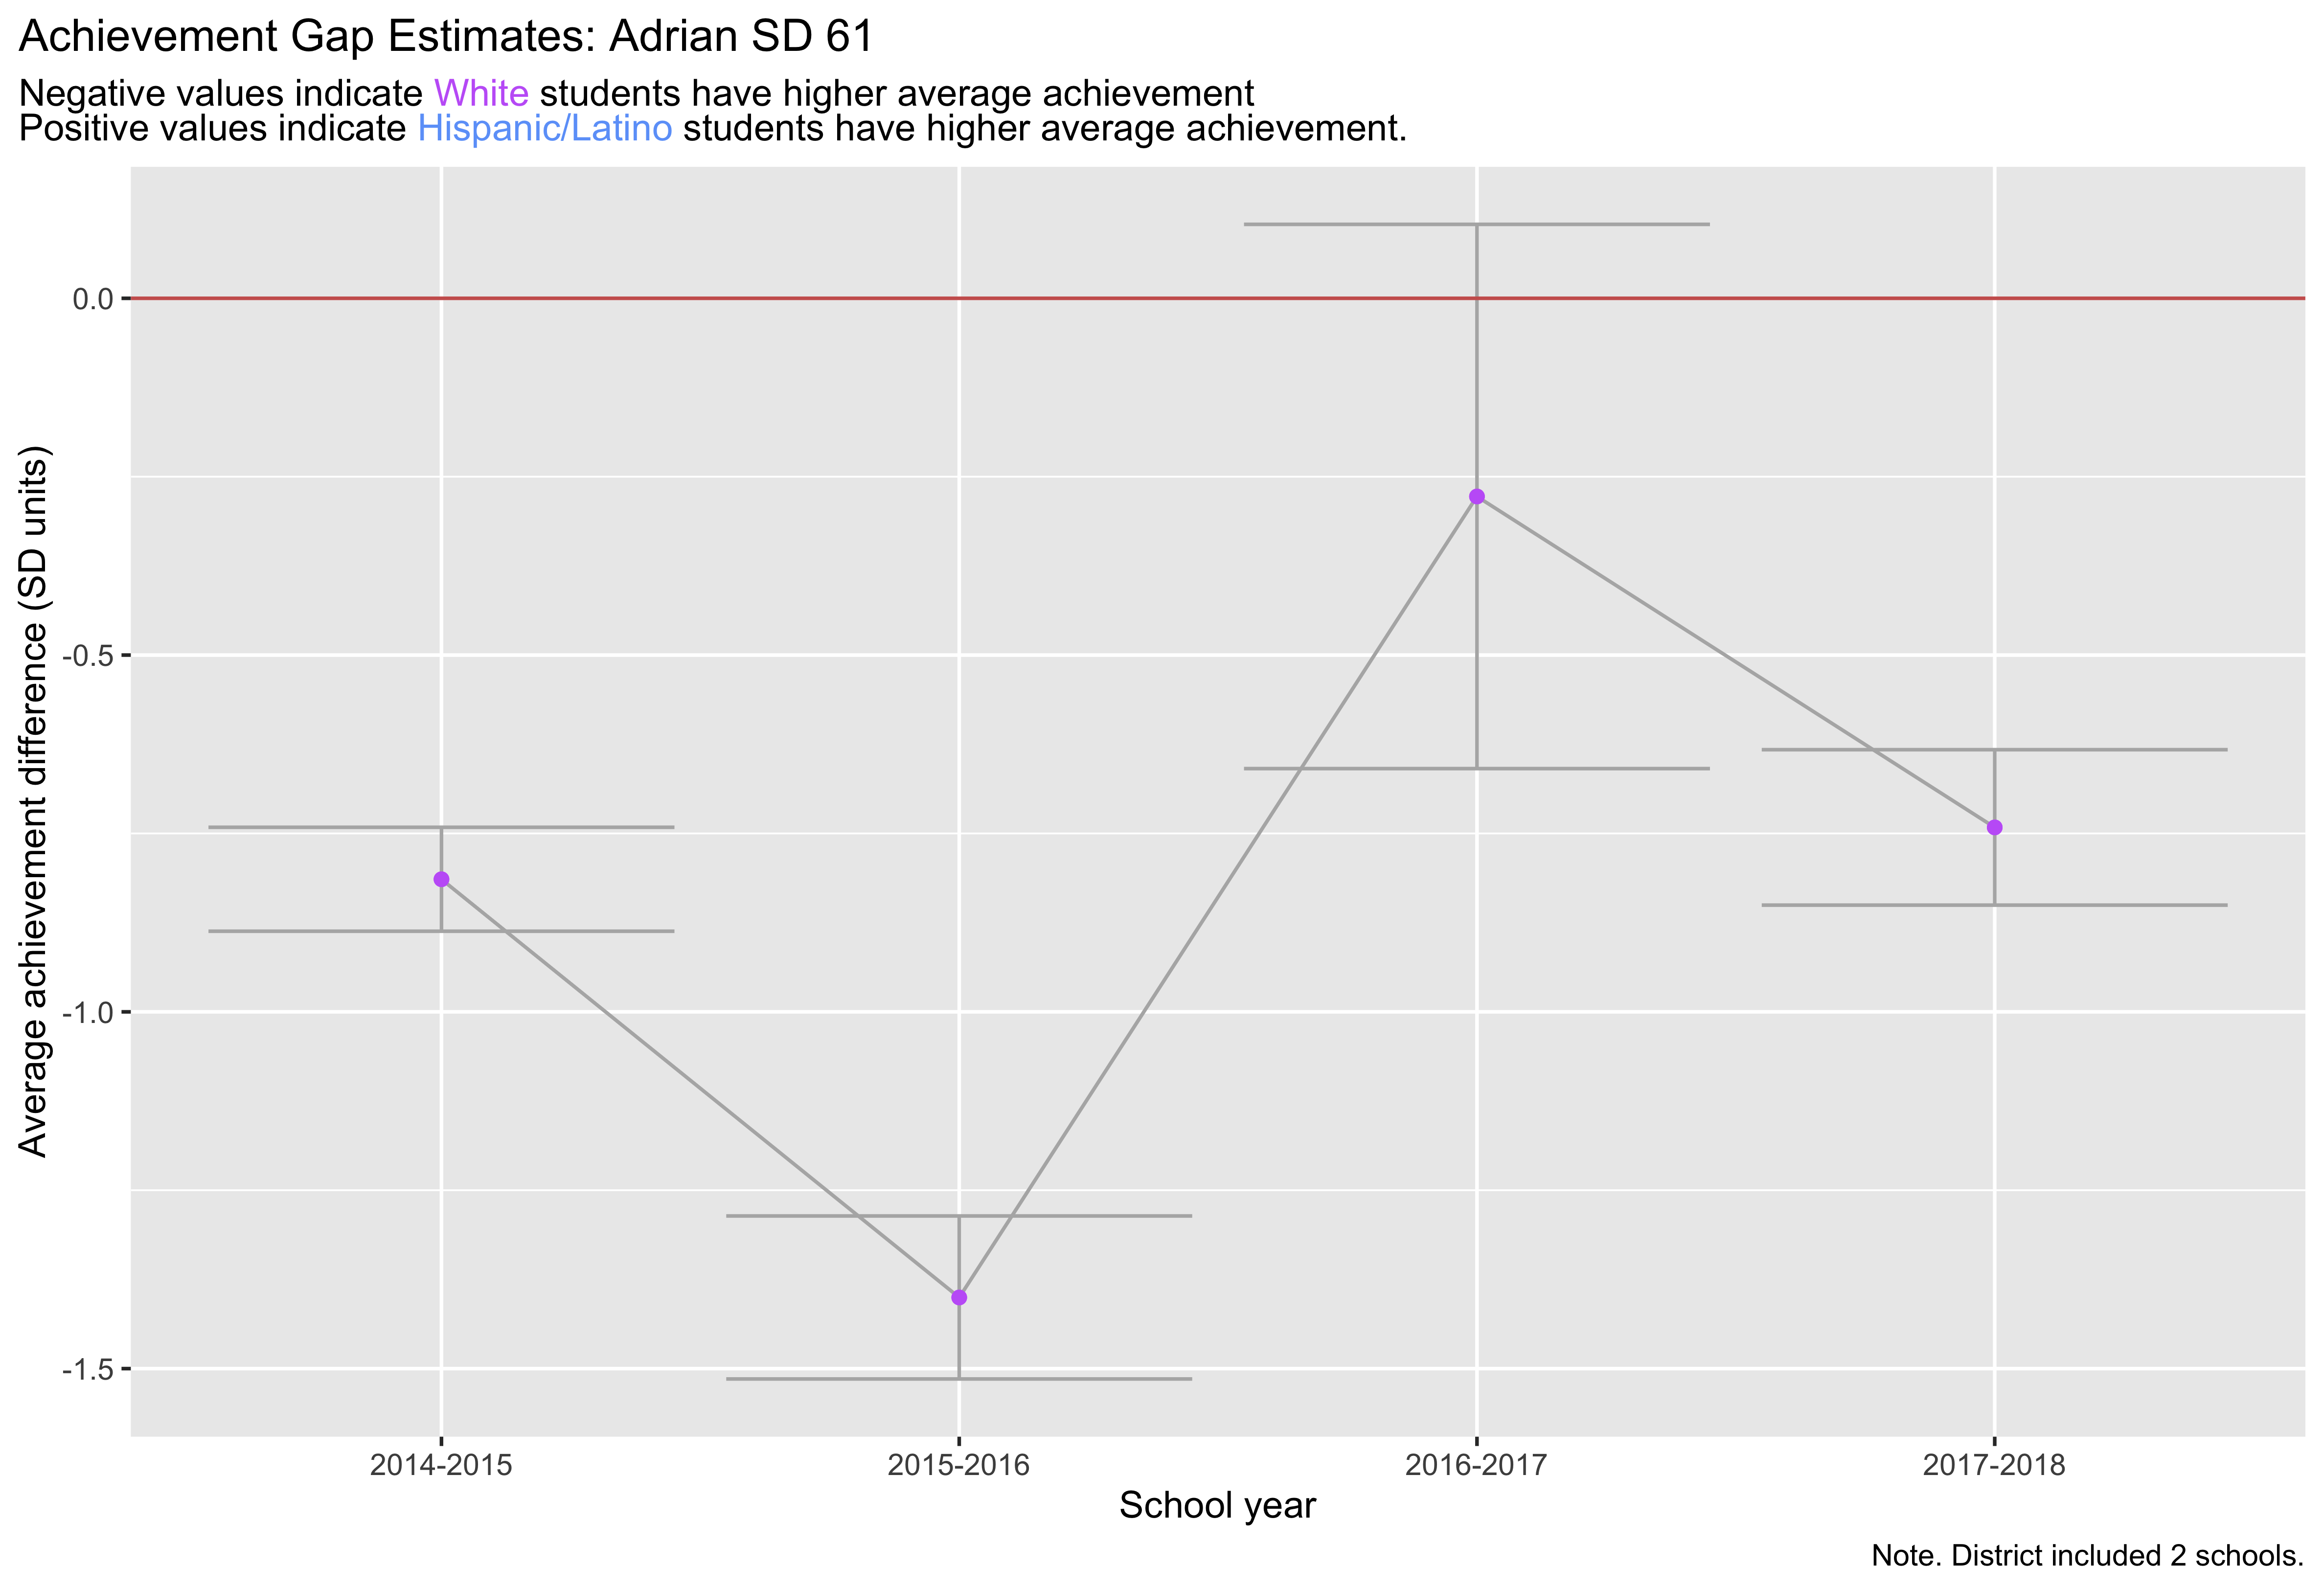 Achievement Gap Estimates: Adrian SD 61
Negative values indicate White students have higher average achievement
Positive values indicate Hispanic/Latino students have higher average achievement.
Average achievement difference (SD units)
0.0
-0.5
-1.0
-1.5
2014-2015 2015-2016 2016-2017 2017-2018
School year
Note. District included 2 schools.